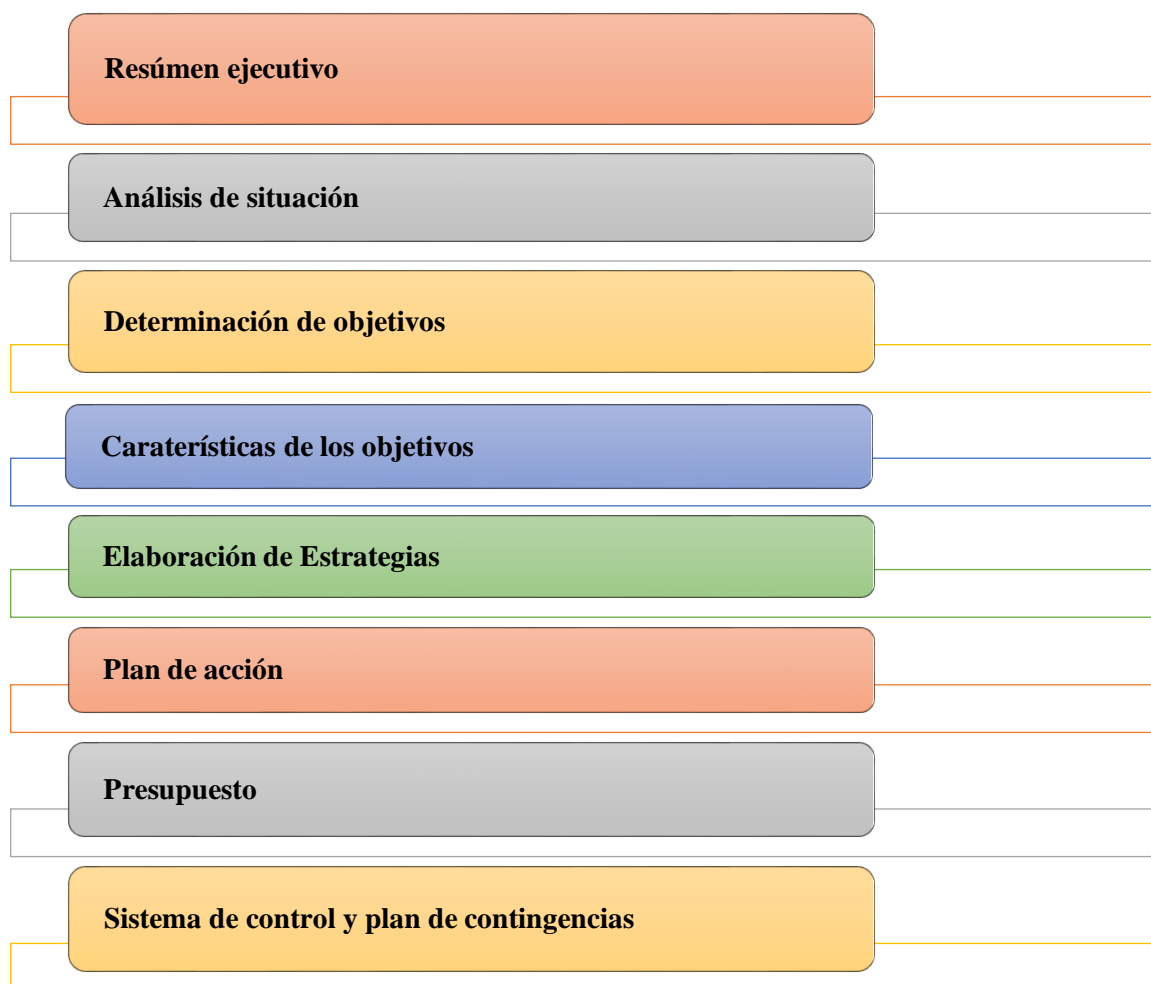 Resúmen ejecutivo
Análisis de situación
Determinación de objetivos
Caraterísticas de los objetivos
Elaboración de Estrategias
Plan de acción
Presupuesto
Sistema de control y plan de contingencias